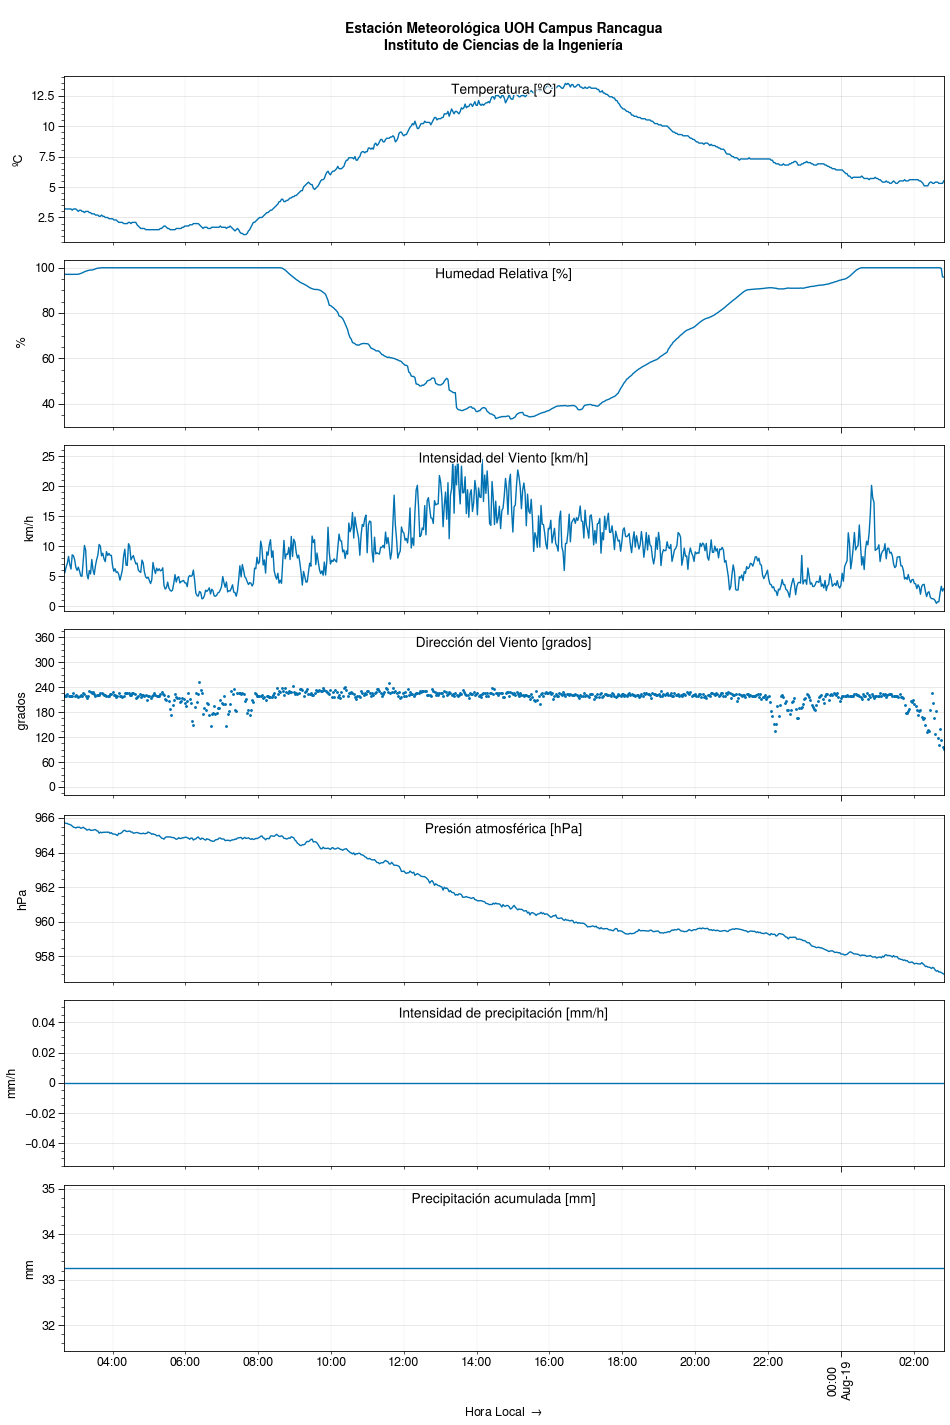 Estación Meteorológica UOH Campus Rancagua
Instituto de Ciencias de la Ingeniería
Temperatura [ºC]
ºC
12.5
10
7.5
5
2.5
Humedad Relativa [%]
%
100
80
60
40
Intensidad del Viento [km/h]
km/h
25
20
15
10
5
0
Dirección del Viento [grados]
grados
360
300
240
180
120
60
0
Presión atmosférica [hPa]
hPa
966
964
962
960
958
Intensidad de precipitación [mm/h]
mm/h
0.04
0.02
0
−0.02
−0.04
Precipitación acumulada [mm]
mm
35
34
33
32
04:00 06:00 08:00 10:00 12:00 14:00 16:00 18:00 20:00 22:00 00:00 02:00
Aug-19
Hora Local →